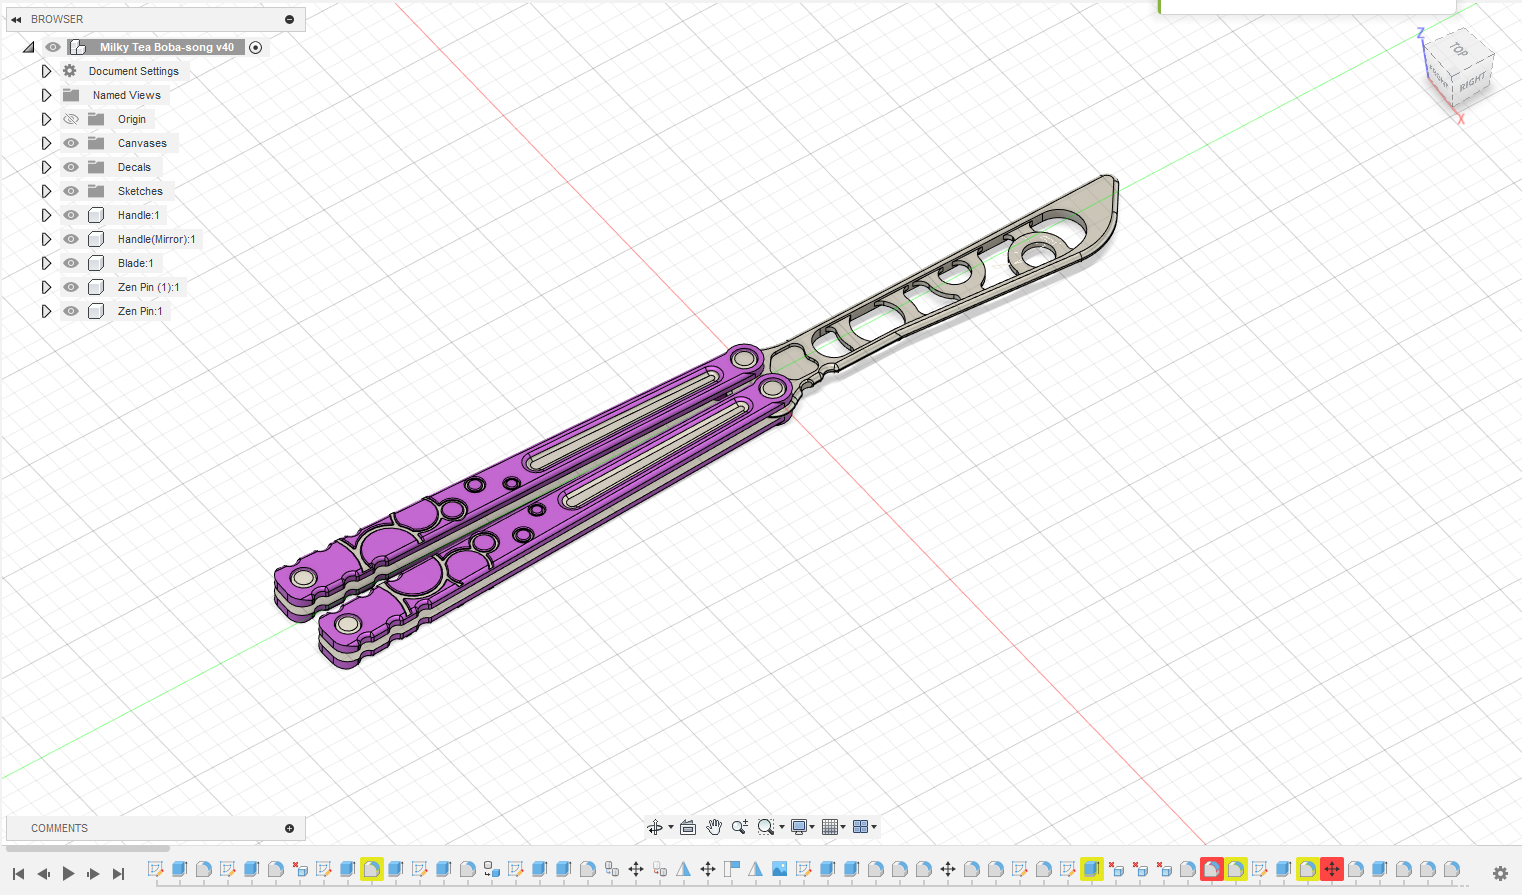 BROWSER
Milky Tea Boba-song v40
Document Settings
Named Views
Origin
Canvases
Decals
Sketches
Handle:1
Handle(Mirror):1
Blade:1
Zen Pin (1):1
Zen Pin:1
Z
TOP
FRONT
RIGHT
X
COMMENTS